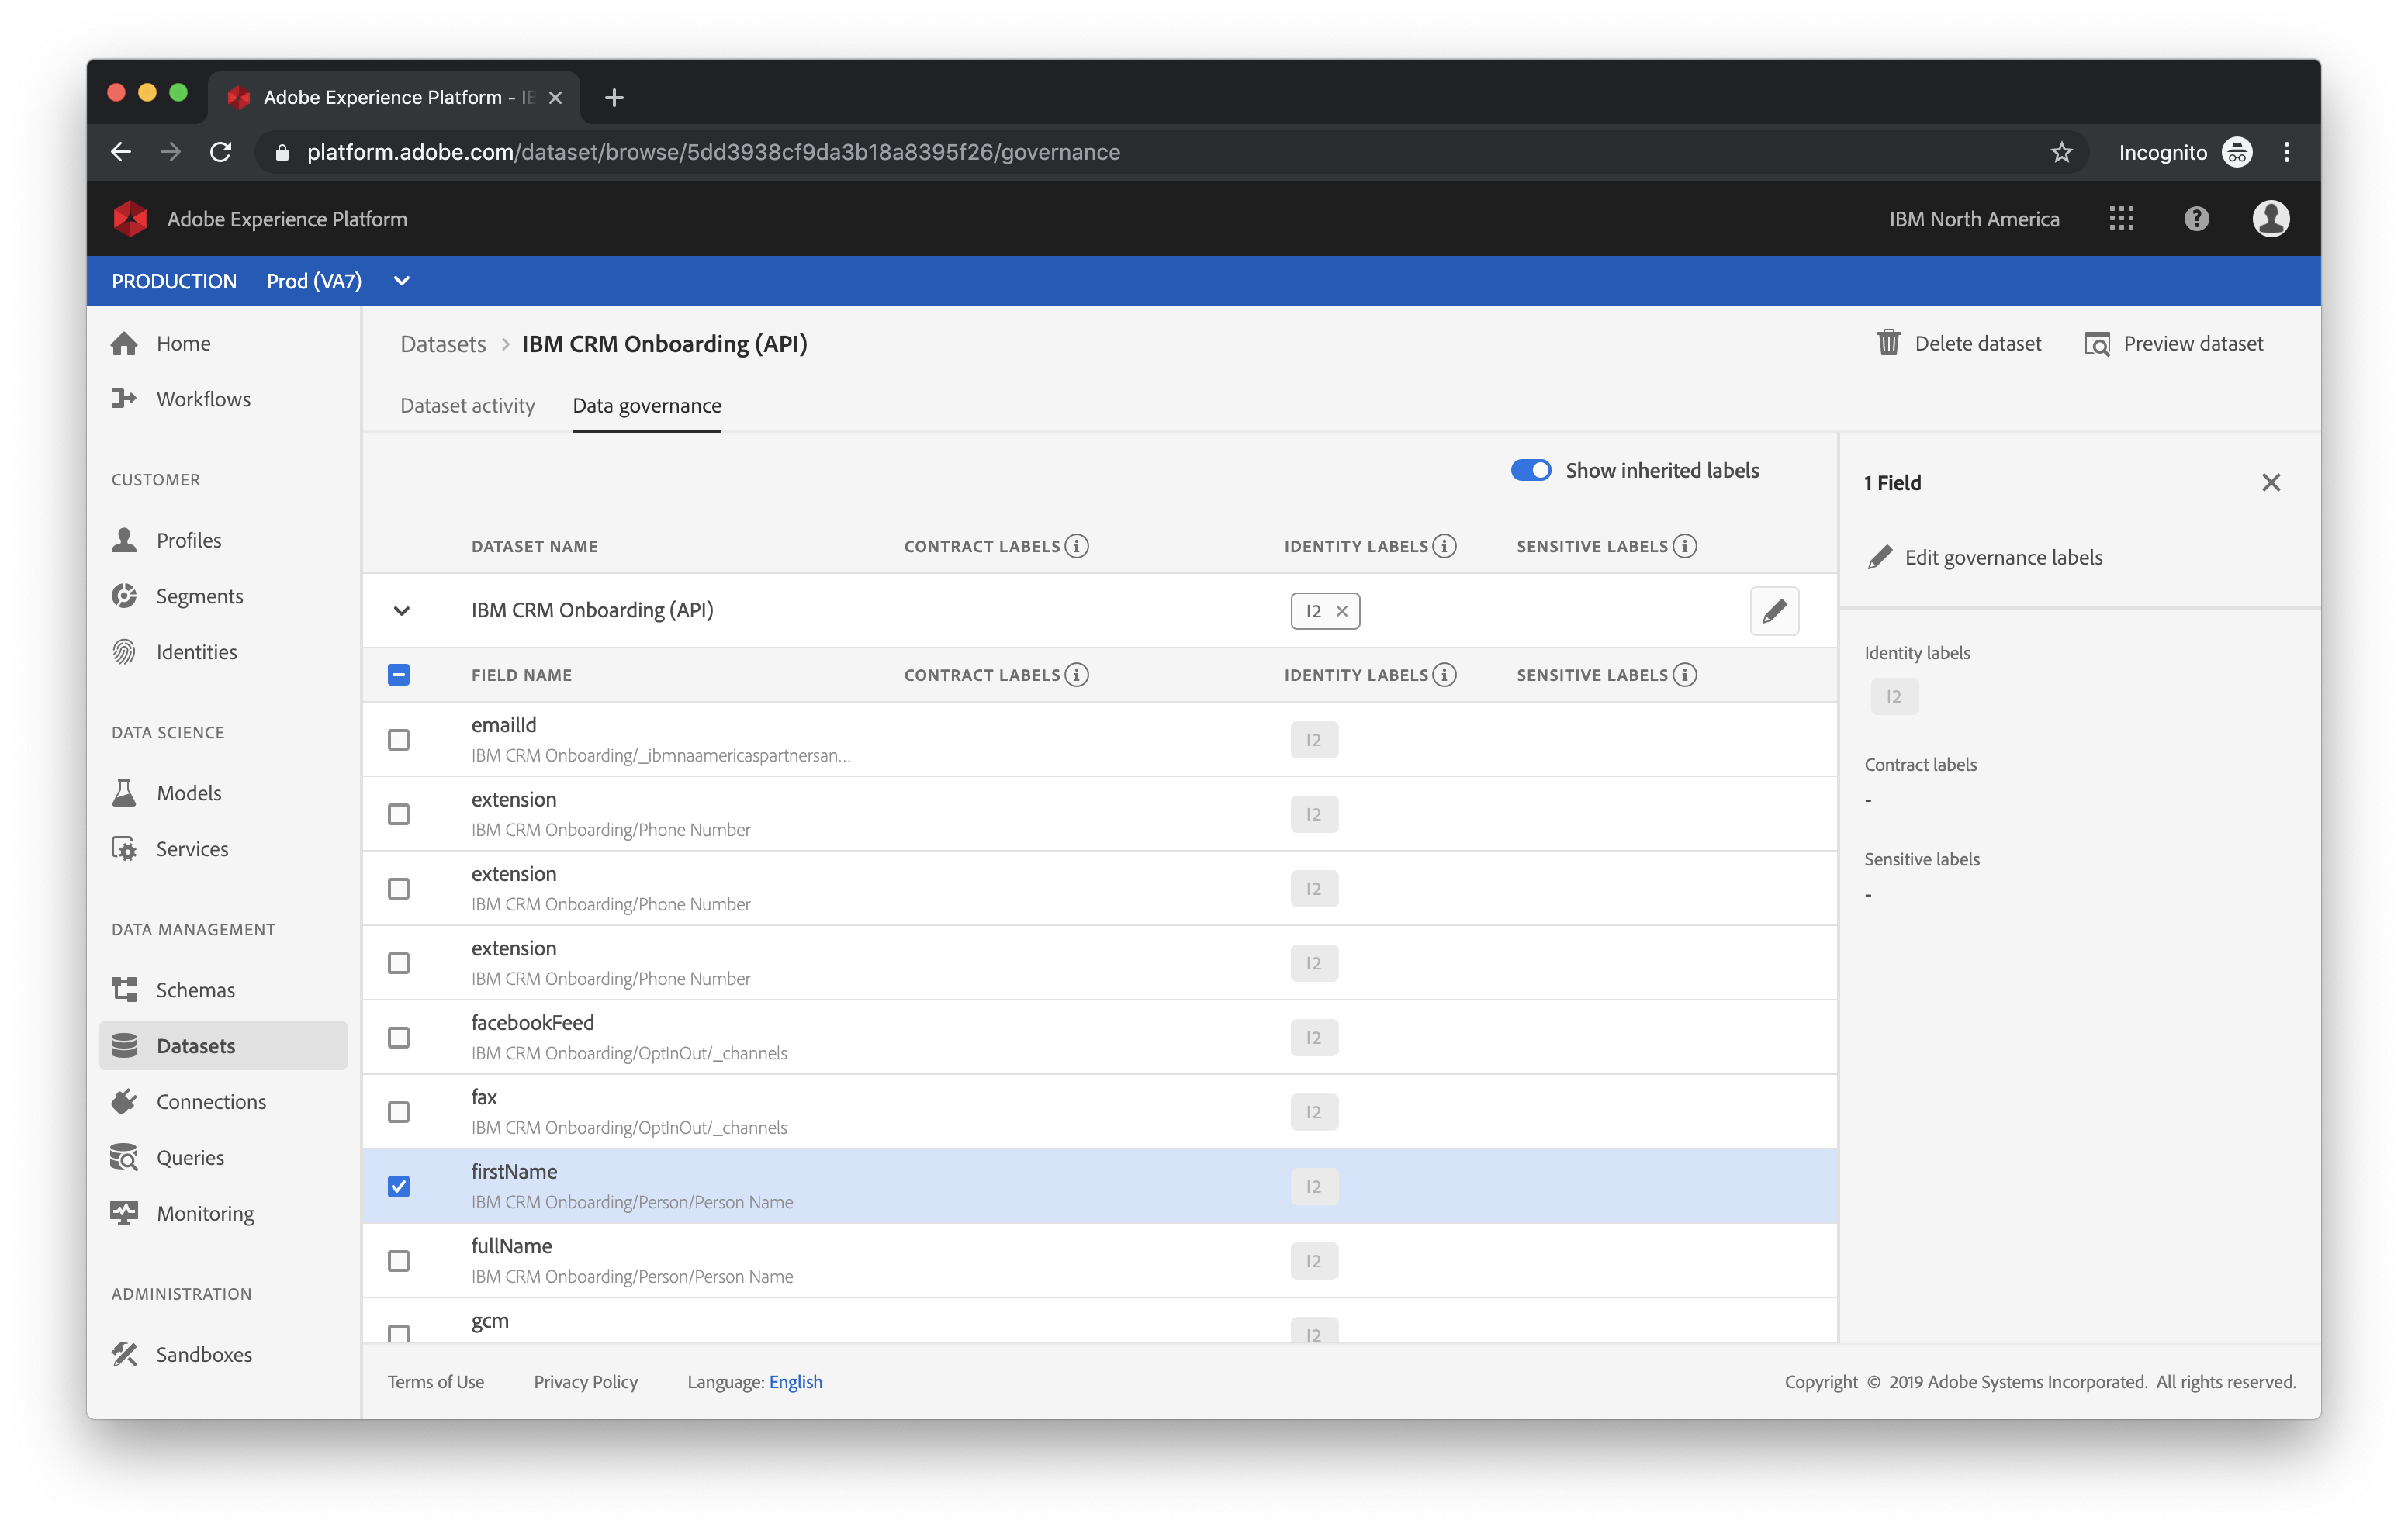 Adobe Experience Platform - IB
platform.adobe.com/dataset/browse/5dd3938cf9da3b18a8395f26/governance
Incognito
Adobe Experience Platform
IBM North America
PRODUCTION Prod (VA7)
Home
Workflows
CUSTOMER
Profiles
Segments
Identities
DATA SCIENCE
Models
Services
DATA MANAGEMENT
Schemas
Datasets
Connections
Queries
Monitoring
ADMINISTRATION
Sandboxes
Datasets > IBM CRM Onboarding (API)
Delete dataset
Preview dataset
Dataset activity
Data governance
Show inherited labels
DATASET NAME CONTRACT LABELS IDENTITY LABELS SENSITIVE LABELS
IBM CRM Onboarding (API) I2
FIELD NAME CONTRACT LABELS IDENTITY LABELS SENSITIVE LABELS
emailId I2
IBM CRM Onboarding/_ibmnaamericaspartnersan...
extension I2
IBM CRM Onboarding/Phone Number
extension I2
IBM CRM Onboarding/Phone Number
extension I2
IBM CRM Onboarding/Phone Number
facebookFeed I2
IBM CRM Onboarding/OptInOut/_channels
fax I2
IBM CRM Onboarding/OptInOut/_channels
firstName I2
IBM CRM Onboarding/Person/Person Name
fullName I2
IBM CRM Onboarding/Person/Person Name
gcm I2
1 Field
Edit governance labels
Identity labels
I2
Contract labels
-
Sensitive labels
-
Terms of Use Privacy Policy Language: English
Copyright © 2019 Adobe Systems Incorporated. All rights reserved.